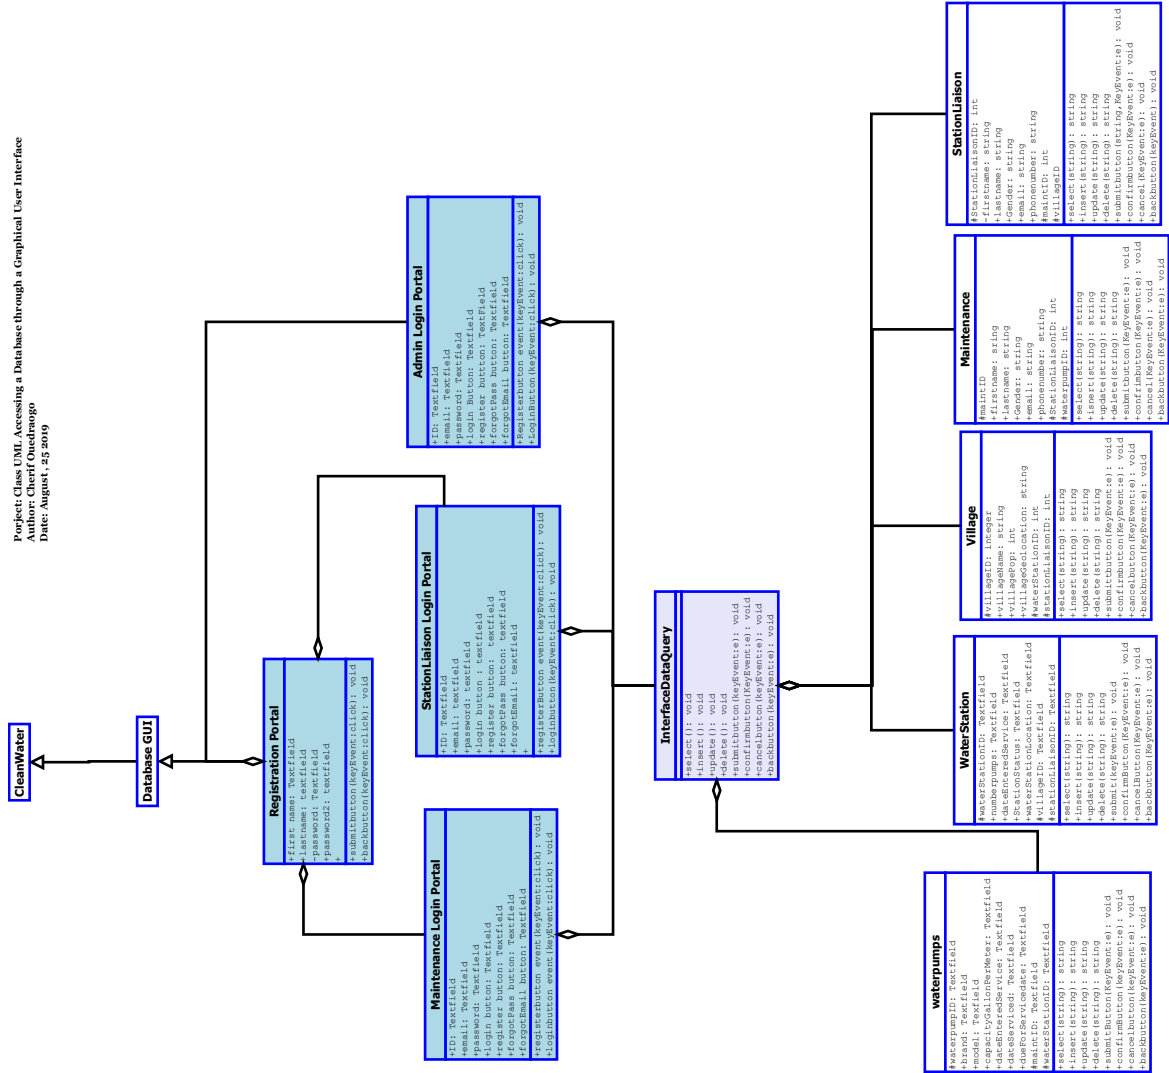 Porject: Class UML Accessing a Database through a Graphical User Interface
Author: Cherif Ouedraogo
Date: August, 25 2019
CleanWater
Database GUI
Registration Portal
+first name: Textfield
+lastname: textfield
-password: Textfield
+password2: textfield
+
+submitbutton(keyEvent:click): void
+backbutton(keyEvent:click): void
Maintenance Login Portal
+ID: Textfield
+email: Textfield
+password: Textfield
+login button: Textfield
+register button: Textfield
+forgotPass button: Textfield
+forgotEmail button: Textfield
+registerbutton event(keyEvent:click): void
+loginbutton event(keyEvent:click): void
StationLiaison Login Portal
+ID: Textfield
+email: textfield
+password: textfield
+login button : textfield
+register button:  textfield
+forgotPass button: textfield
+forgotEmail: textfield
+
+registerbutton event(keyEvent:click): void
+loginbutton(keyEvent:click): void
Admin Login Portal
+ID: Textfield
+email: Textfield
+password: Textfield
+login Button: Textfield
+register buttton: TextField
+forgotPass button: Textfield
+forgotEmail button: Textfield
+Registerbutton event(keyEvent:click): void
+LoginButton(keyEvent:click): void
InterfaceDataQuery
+select(): void
+insert(): void
+update(): void
+delete(): void
+submitbutton(keyEvent:e): void
+confirmbutton(KeyEvent:e): void
+cancelbutton(keyEvent:e): void
+backbutton(keyEvent:e): void
waterpumps
#waterpumpID: Textfield
+brand: Textfield
+model: Texfield
+capacityGallonPerMeter: Textfield
+dateEnteredService: Textfield
+dateServiced: Textfield
+dueForServicedate: Textfield
#maintID: Textfield
#waterStationID: Textfield
+select(string): string
+insert(string): string
+update(string): string
+delete(string): string
+submitButton(KeyEvent:e): void
+confirmButton(keyEvent:e): void
+cancelbutton(keyEvent:e): void
+backbutton(keyEvent:e): void
WaterStation
#waterStationID: Textfield
+numberpumps: Textfield
+dateEnteredService: Textfield
+StationStatus: Textfield
+waterStationLocation: Textfield
#villageID: Textfield
#stationLiaisonID: Textfield
+select(string): string
+insert(string): string
+update(string): string
+delete(string): string
+submit(keyEvent:e): void
+confirmButton(KeyEvent:e): void
+cancelButton(KeyEvent:e): void
+backbutton(KeyEvent:e): void
Village
#villageID: integer
+villageName: string
+villagePop: int
+villageGeolocation: string
#waterStationID: int
#stationLiaisonID: int
+select(string): string
+insert(string): string
+update(string): string
+delete(string): string
+submittbutton(KeyEvent:e): void
+confirmbutton(KeyEvent:e): void
+cancelbutton(KeyEvent:e): void
+backbutton(KeyEvent:e): void
Maintenance
#maintID
+firstname: sring
+lastname: string
+Gender: string
+email: string
+phonenumber: string
#StationLiaisonID: int
#waterpumpID: int
+select(string): string
+isnert(string): string
+update(string): string
+delete(string): string
+submitbutton(KeyEvent:e): void
+confrimbutton(KeyEvent:e): void
+cancel(KeyEvent:e): void
+backbutton(KeyEvent:e): void
StationLiaison
#StationLiaisonID: int
-firstname: string
+lastname: string
+Gender: string
+email: string
+phonenumber: string
#maintID: int
#villageID
+select(string): string
+insert(string): string
+update(string): string
+delete(string): string
+submitbutton(string,KeyEvent:e): void
+confirmbutton(KeyEvent:e): void
+cancel(KeyEvent:e): void
+backbutton(keyEvent): void